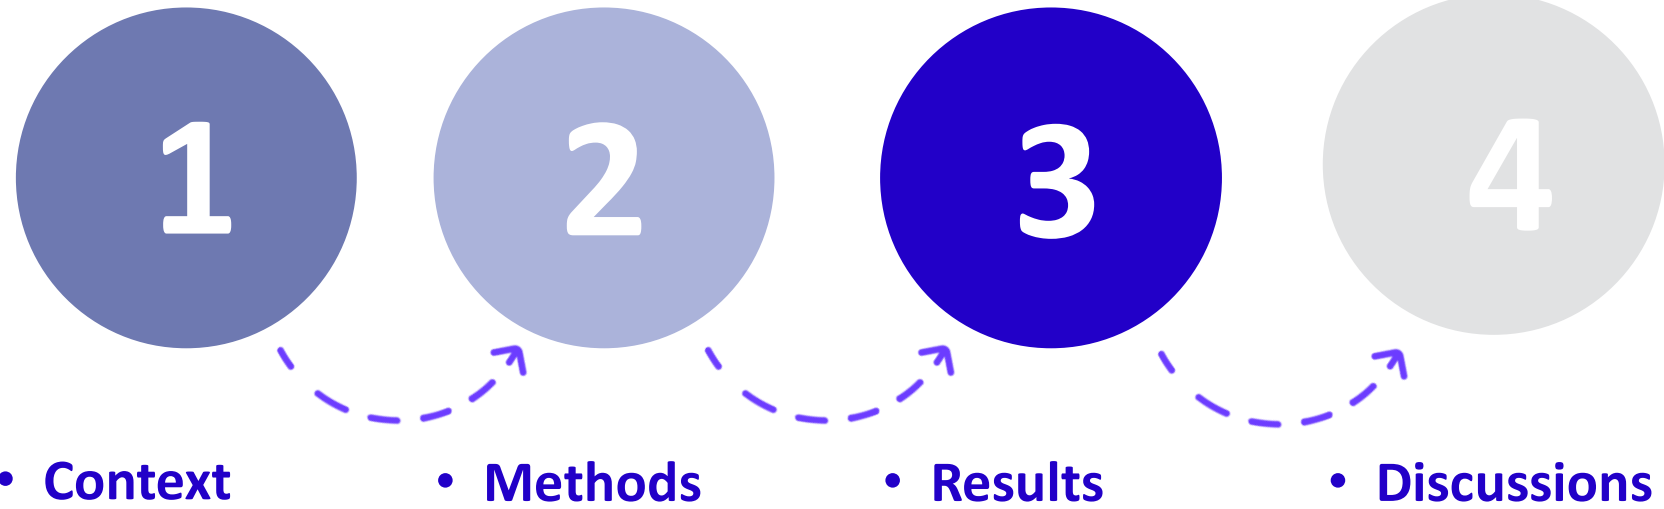 1 2 3 4
• Context • Methods • Results • Discussions